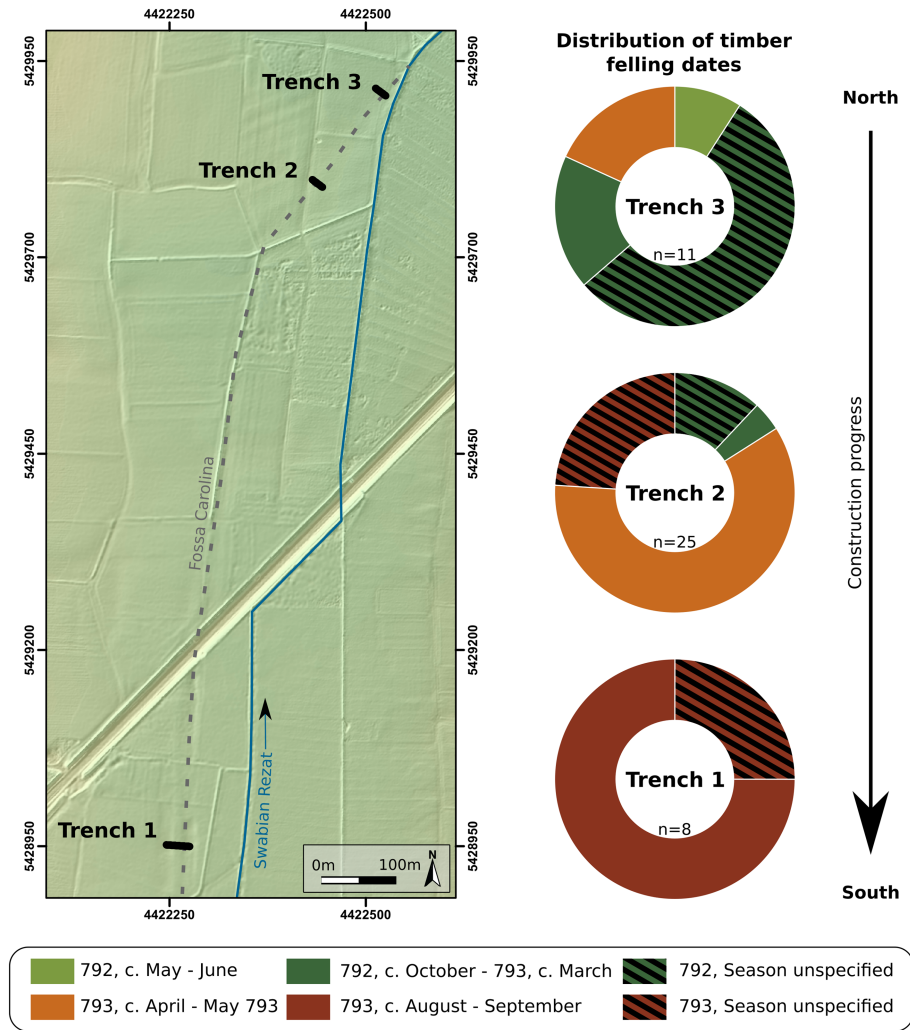 4422250
4422500
5429950
5429700
5429450
5429200
5428950
5429950
5429700
5429450
5429200
5428950
Trench 3
Trench 2
Fossa Carolina
Trench 1
Swabian Rezat
0m
100m
N
4422250
4422500
Distribution of timber
felling dates
Trench 3
n=11
Trench 2
n=25
Trench 1
n=8
North
Construction progress
South
792, c. May - June
792, c. October - 793, c. March
792, Season unspecified
793, c. April - May 793
793, c. August - September
793, Season unspecified